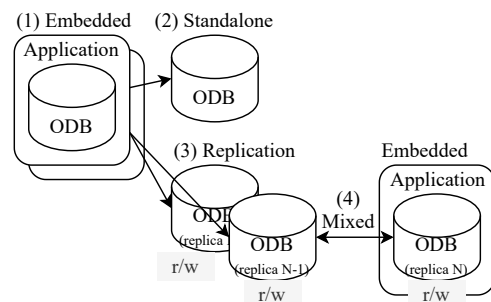 (1) Embedded
(2) Standalone
Application
ODB
ODB
(3) Replication
Embedded
Application
(4)
Mixed
ODB
(replica
ODB
(replica N-1)
ODB
(replica N)
r/w
r/w
r/w